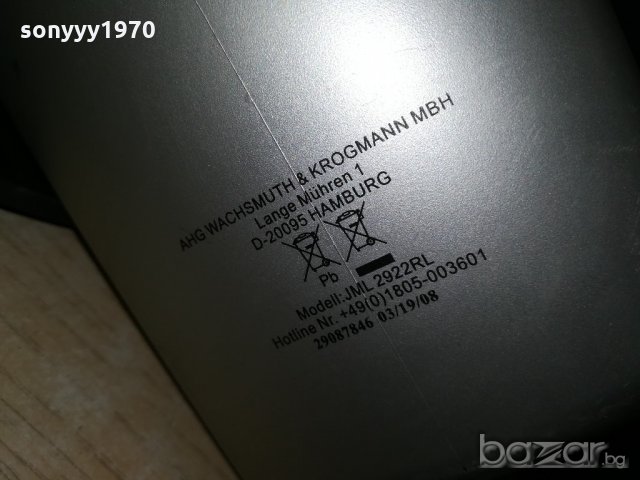 sonyyy1970
AHG WACHSMUTH & KROGMANN MBH
Lange Mühren 1
D-20095 HAMBURG
Pb
Modell:JML 2922RL
Hotline Nr. +49(0)1805-003601
29087846 03/19/08
bazar.bg